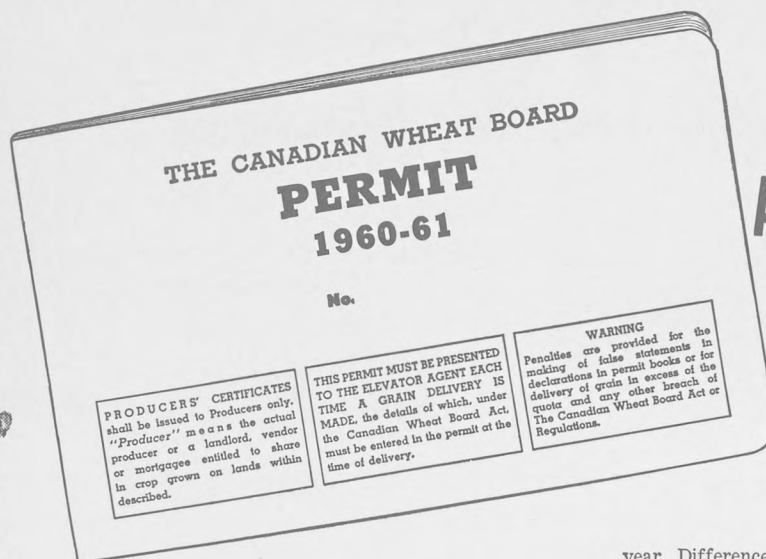 THE CANADIAN WHEAT BOARD
PERMIT
1960-61
No.
PRODUCERS' CERTIFICATES
shall be issued to Producers only.
"Producer" means the actual
producer or a landlord, vendor
or mortgagee entitled to share
in crop grown on lands within
described.
THIS PERMIT MUST BE PRESENTED
TO THE ELEVATOR AGENT EACH
TIME A GRAIN DELIVERY IS
MADE, the details of which, under
the Canadian Wheat Board Act,
must be entered in the permit at the
time of delivery.
WARNING
Penalties are provided for the
making of false statements in
declarations in permit books or for
delivery of grain in excess of the
quota and any other breach of
The Canadian Wheat Board Act or
Regulations.
year. Difference